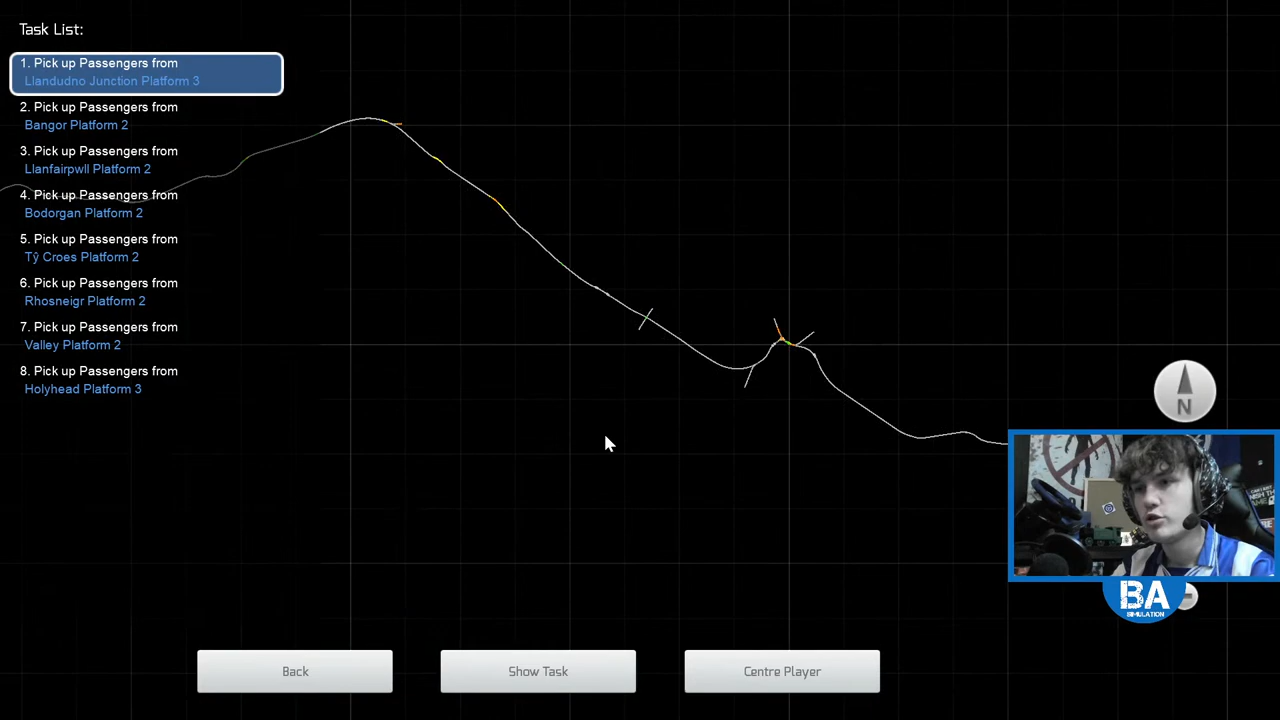 Task List:
1. Pick up Passengers from
Llandudno Junction Platform 3
2. Pick up Passengers from
Bangor Platform 2
3. Pick up Passengers from
Llanfairpwll Platform 2
4. Pick up Passengers from
Bodorgan Platform 2
5. Pick up Passengers from
Tŷ Croes Platform 2
6. Pick up Passengers from
Rhosneigr Platform 2
7. Pick up Passengers from
Valley Platform 2
8. Pick up Passengers from
Holyhead Platform 3
N
BA
SIMULATION
Back
Show Task
Centre Player